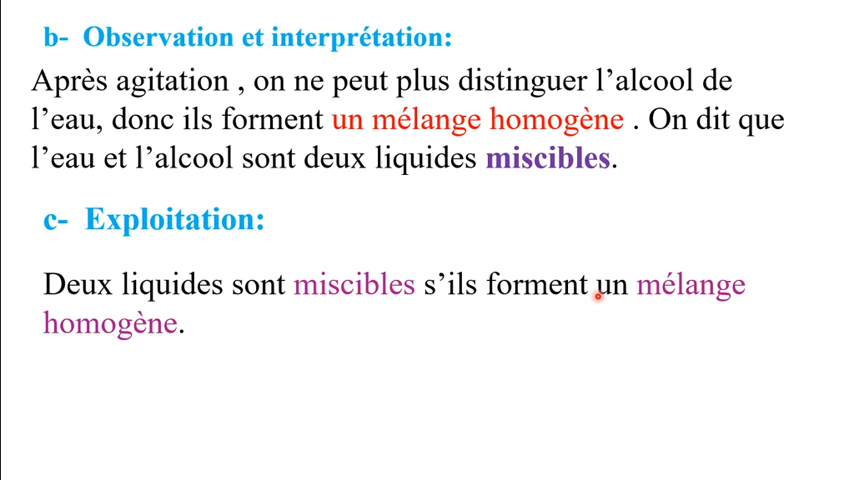 b- Observation et interprétation:
Après agitation , on ne peut plus distinguer l’alcool de
l’eau, donc ils forment un mélange homogène . On dit que
l’eau et l’alcool sont deux liquides miscibles.
c- Exploitation:
Deux liquides sont miscibles s’ils forment un mélange
homogène.